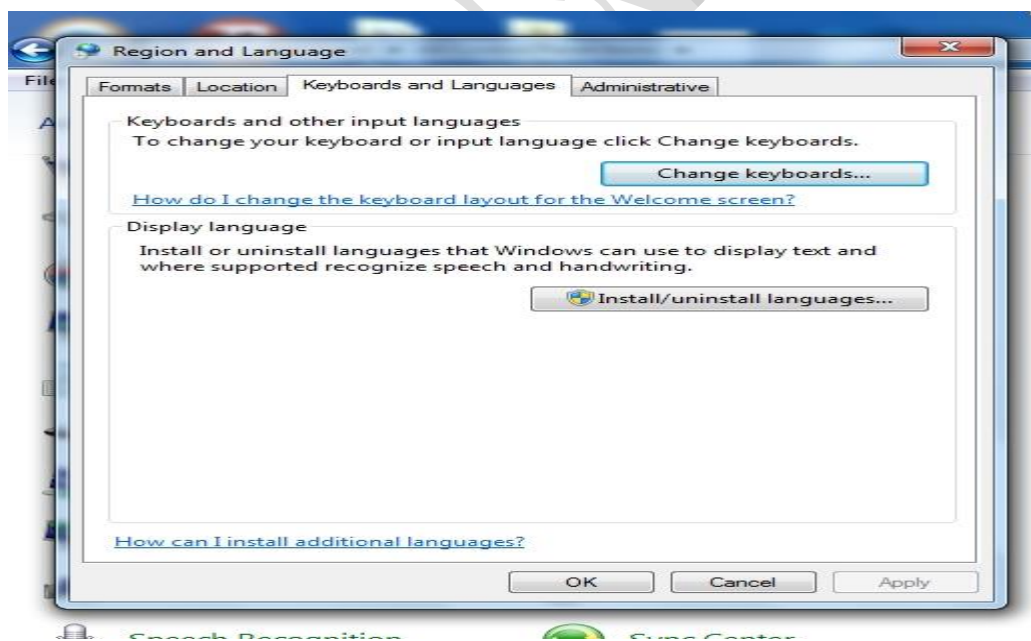 Region and Language
File
Formats
Location
Keyboards and Languages
Administrative
Keyboards and other input languages
To change your keyboard or input language click Change keyboards.
Change keyboards...
How do I change the keyboard layout for the Welcome screen?
Display language
Install or uninstall languages that Windows can use to display text and
where supported recognize speech and handwriting.
Install/uninstall languages...
How can I install additional languages?
OK
Cancel
Apply
Speech Recognition
Sync Center